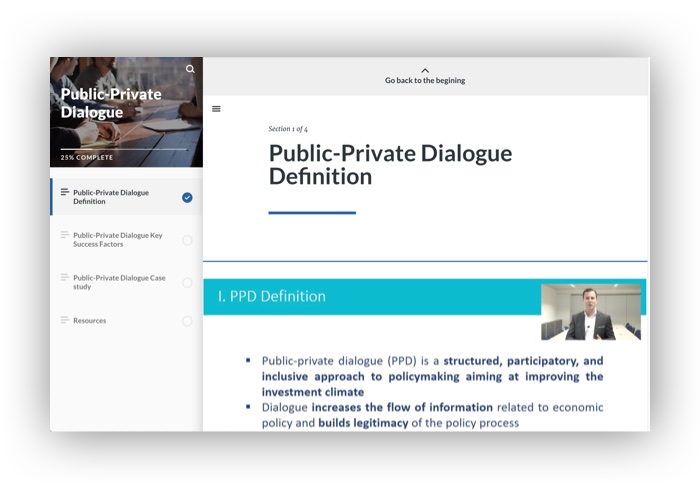 Public-Private
Dialogue
25% COMPLETE
Public-Private Dialogue
Definition
Public-Private Dialogue Key
Success Factors
Public-Private Dialogue Case
study
Resources
Go back to the begining
Section 1 of 4
Public-Private Dialogue
Definition
I. PPD Definition
▪ Public-private dialogue (PPD) is a structured, participatory, and
inclusive approach to policymaking aiming at improving the
investment climate
▪ Dialogue increases the flow of information related to economic
policy and builds legitimacy of the policy process